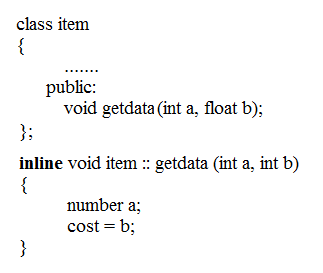 class item
{
.......
public:
void getdata(int a, float b);
};
inline void item :: getdata (int a, int b)
{
number a;
cost = b;
}